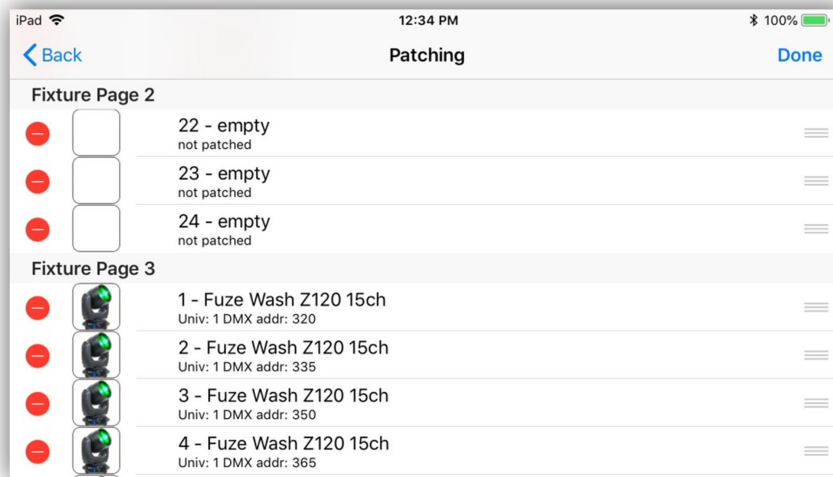 iPad 12:34 PM 100%
Back Patching Done
Fixture Page 2
22 - empty
not patched
23 - empty
not patched
24 - empty
not patched
Fixture Page 3
1 - Fuze Wash Z120 15ch
Univ: 1 DMX addr: 320
2 - Fuze Wash Z120 15ch
Univ: 1 DMX addr: 335
3 - Fuze Wash Z120 15ch
Univ: 1 DMX addr: 350
4 - Fuze Wash Z120 15ch
Univ: 1 DMX addr: 365